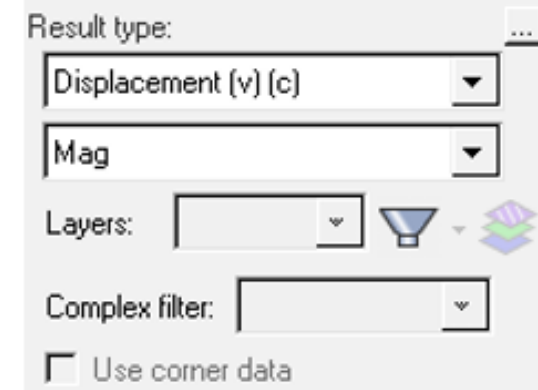 Result type:
...
Displacement (v) (c)
Mag
Layers:
Complex filter:
Use corner data